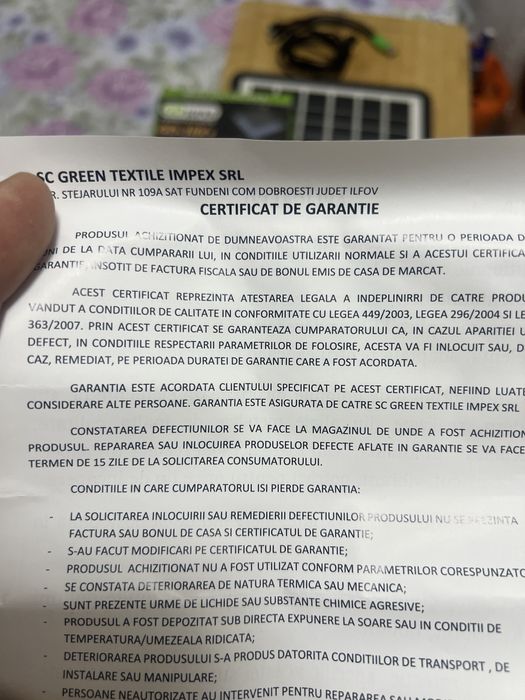 SC GREEN TEXTILE IMPEX SRL
R. STEJARULUI NR 109A SAT FUNDENI COM DOBROESTI JUDET ILFOV
CERTIFICAT DE GARANTIE
PRODUSUL ACHIZITIONAT DE DUMNEAVOASTRA ESTE GARANTAT PENTRU O PERIOADA D
UNI DE LA DATA CUMPARARII LUI, IN CONDITIILE UTILIZARII NORMALE SI A ACESTUI CERTIFICA
GARANTIE, INSOTIT DE FACTURA FISCALA SAU DE BONUL EMIS DE CASA DE MARCAT.
ACEST CERTIFICAT REPREZINTA ATESTAREA LEGALA A INDEPLINIRII DE CATRE PRODU
VANDUT A CONDITIILOR DE CALITATE IN CONFORMITATE CU LEGEA 449/2003, LEGEA 296/2004 SI LE
363/2007. PRIN ACEST CERTIFICAT SE GARANTEAZA CUMPARATORULUI CA, IN CAZUL APARITIEI U
DEFECT, IN CONDITIILE RESPECTARII PARAMETRILOR DE FOLOSIRE, ACESTA VA FI INLOCUIT SAU, D
CAZ, REMEDIAT, PE PERIOADA DURATEI DE GARANTIE CARE A FOST ACORDATA.
GARANTIA ESTE ACORDATA CLIENTULUI SPECIFICAT PE ACEST CERTIFICAT, NEFIIND LUATE
CONSIDERARE ALTE PERSOANE. GARANTIA ESTE ASIGURATA DE CATRE SC GREEN TEXTILE IMPEX SRL
CONSTATAREA DEFECTIUNILOR SE VA FACE LA MAGAZINUL DE UNDE A FOST ACHIZITION
PRODUSUL. REPARAREA SAU INLOCUIREA PRODUSELOR DEFECTE AFLATE IN GARANTIE SE VA FACE
TERMEN DE 15 ZILE DE LA SOLICITAREA CONSUMATORULUI.
CONDITIILE IN CARE CUMPARATORUL ISI PIERDE GARANTIA:
- LA SOLICITAREA INLOCUIRII SAU REMEDIERII DEFECTIUNILOR PRODUSULUI NU SE PREZINTA
FACTURA SAU BONUL DE CASA SI CERTIFICATUL DE GARANTIE;
- S-AU FACUT MODIFICARI PE CERTIFICATUL DE GARANTIE;
- PRODUSUL ACHIZITIONAT NU A FOST UTILIZAT CONFORM PARAMETRILOR CORESPUNZATO
- SE CONSTATA DETERIORAREA DE NATURA TERMICA SAU MECANICA;
- SUNT PREZENTE URME DE LICHIDE SAU SUBSTANTE CHIMICE AGRESIVE;
- PRODUSUL A FOST DEPOZITAT SUB DIRECTA EXPUNERE LA SOARE SAU IN CONDITII DE
TEMPERATURA/UMEZEALA RIDICATA;
- DETERIORAREA PRODUSULUI S-A PRODUS DATORITA CONDITIILOR DE TRANSPORT , DE
INSTALARE SAU MANIPULARE;
- PERSOANE NEAUTORIZATE AU INTERVENIT PENTRU REPARAREA SAU